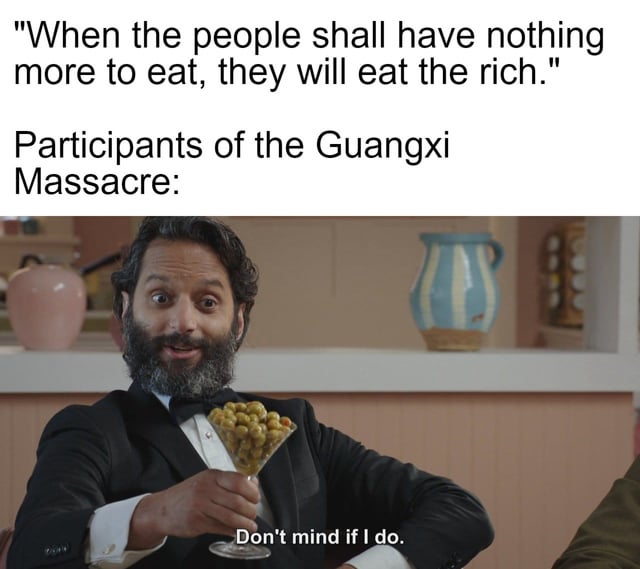 "When the people shall have nothing
more to eat, they will eat the rich."
Participants of the Guangxi
Massacre:
Don't mind if I do.